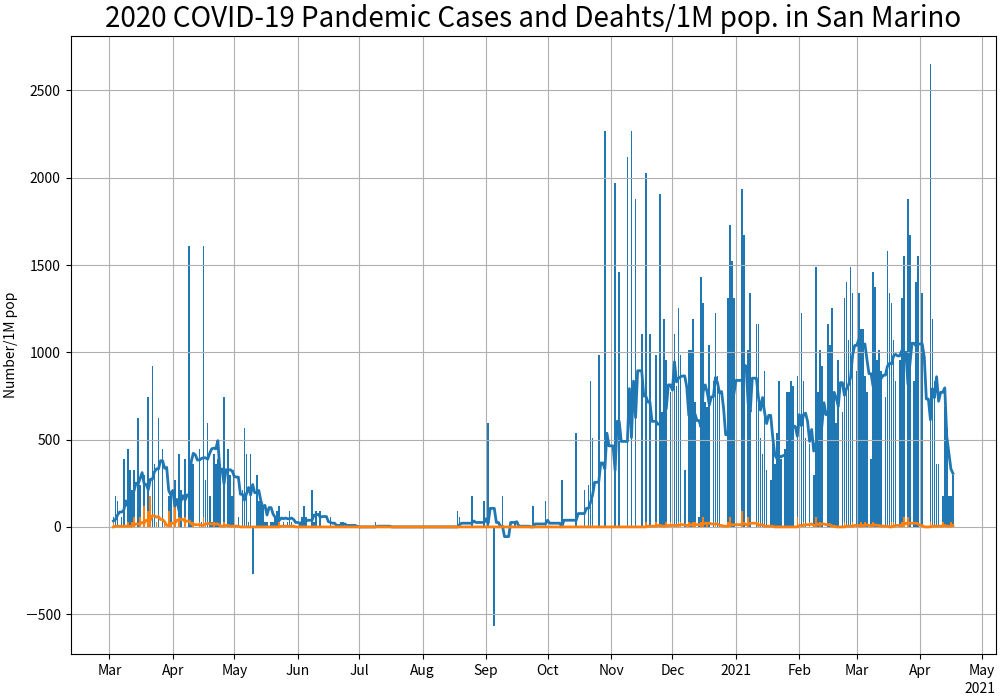 2020 COVID-19 Pandemic Cases and Deahts/1M pop. in San Marino
Number/1M pop
2500
2000
1500
1000
500
0
−500
Mar Apr May Jun Jul Aug Sep Oct Nov Dec 2021 Feb Mar Apr May
2021